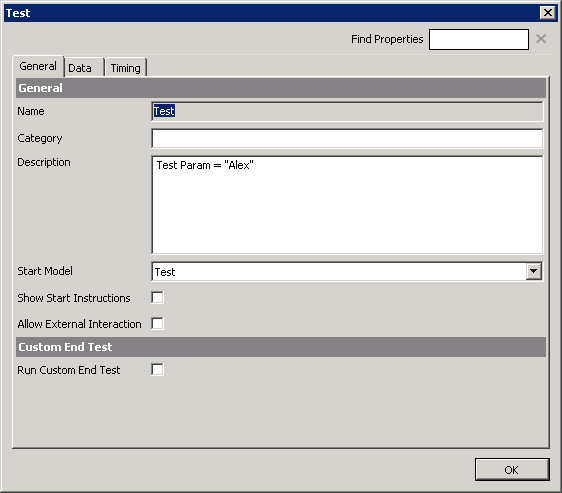 Test
Find Properties
General Data Timing
General
Name Test
Category
Description Test Param = "Alex"
Start Model Test
Show Start Instructions
Allow External Interaction
Custom End Test
Run Custom End Test
OK